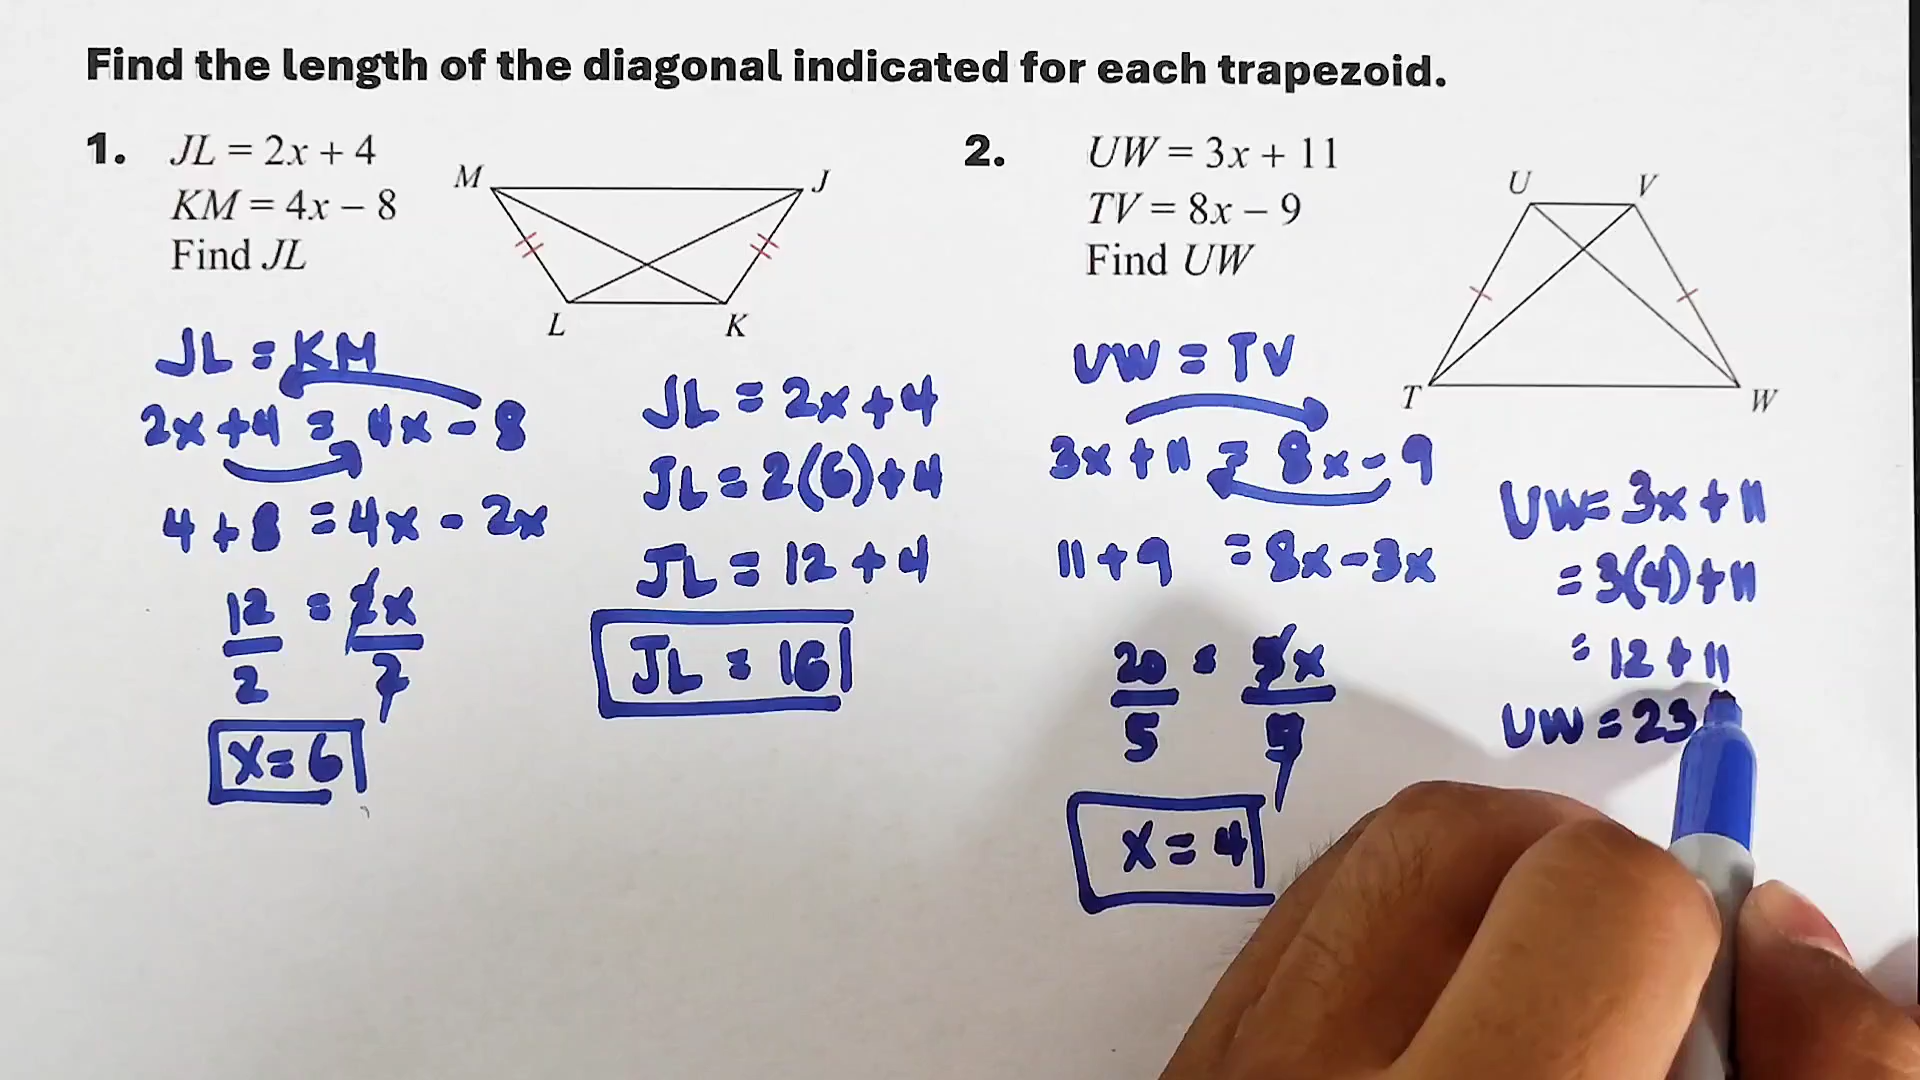 Find the length of the diagonal indicated for each trapezoid.
1. JL = 2x + 4
KM = 4x – 8
Find JL
M
J
L
K
JL = KM
2x + 4 = 4x - 8
4 + 8 = 4x - 2x
12 = 2x
2 2
x = 6
JL = 2x + 4
JL = 2(6) + 4
JL = 12 + 4
JL = 16
2. UW = 3x + 11
TV = 8x – 9
Find UW
U
V
T
W
UW = TV
3x + 11 = 8x - 9
11 + 9 = 8x - 3x
20 = 5x
5 5
x = 4
UW = 3x + 11
= 3(4) + 11
= 12 + 11
UW = 23